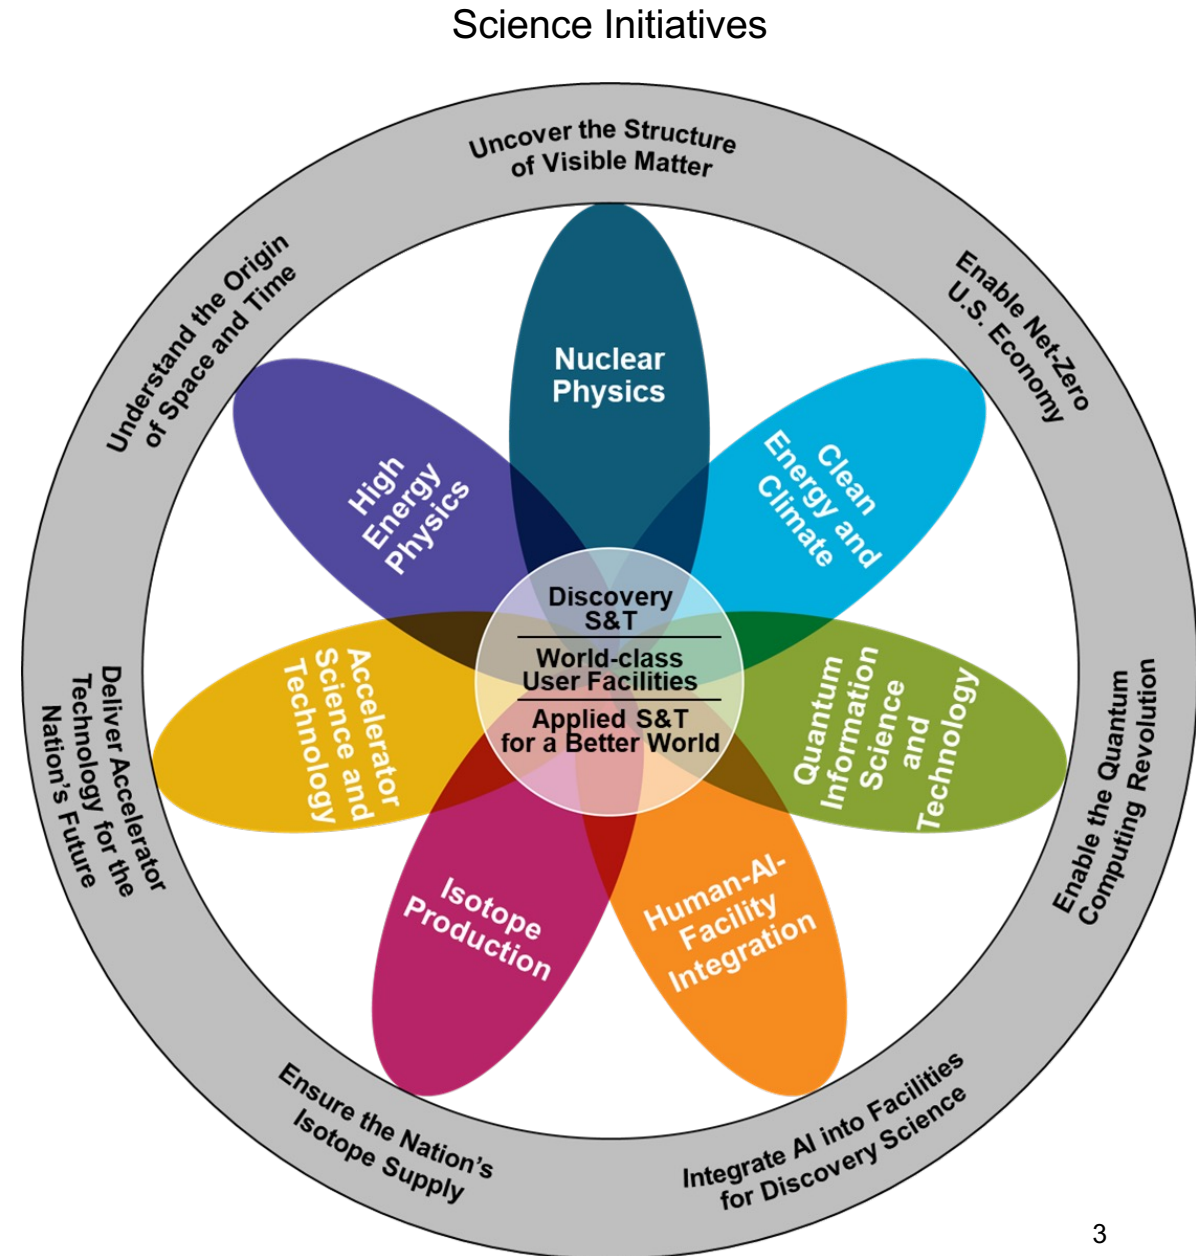 Science Initiatives
Uncover the Structure
of Visible Matter
Enable Net-Zero
U.S. Economy
Enable the Quantum
Computing Revolution
Integrate AI into Facilities
for Discovery Science
Ensure the Nation’s
Isotope Supply
Deliver Accelerator
Technology for the
Nation’s Future
Understand the Origin
of Space and Time
Nuclear
Physics
Clean
Energy and
Climate
Quantum
Information
Science
and
Technology
Human-AI-
Facility
Integration
Isotope
Production
Accelerator
Science and
Technology
High
Energy
Physics
Discovery
S&T
World-class
User Facilities
Applied S&T
for a Better World
3